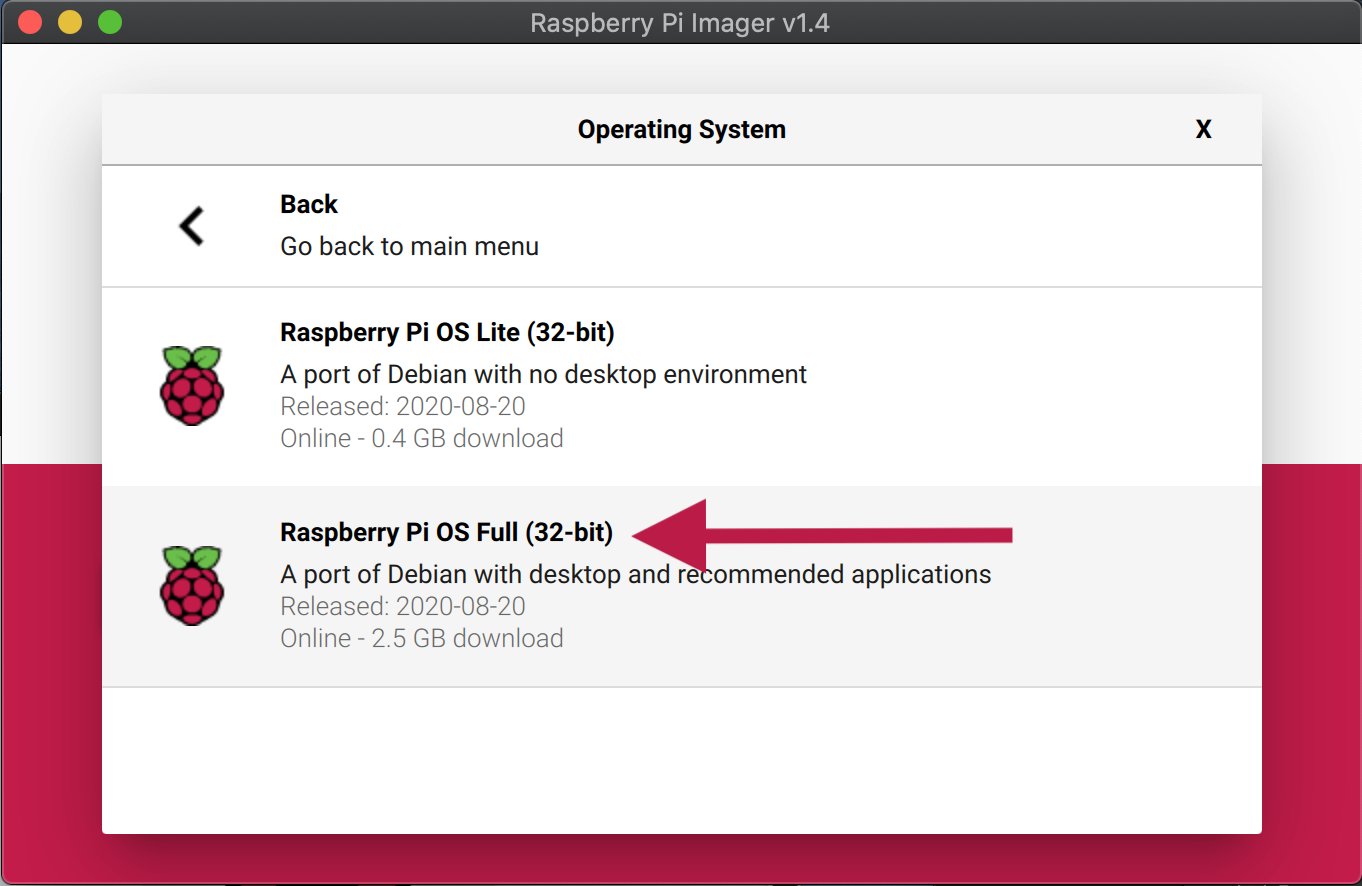 Raspberry Pi Imager v1.4
Operating System
X
Back
Go back to main menu
Raspberry Pi OS Lite (32-bit)
A port of Debian with no desktop environment
Released: 2020-08-20
Online - 0.4 GB download
Raspberry Pi OS Full (32-bit)
A port of Debian with desktop and recommended applications
Released: 2020-08-20
Online - 2.5 GB download